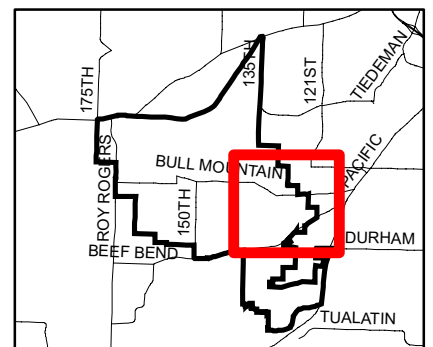 135TH
121ST
TIEDEMAN
175TH
BULL MOUNTAIN
PACIFIC
ROY ROGERS
150TH
BEEF BEND
DURHAM
TUALATIN